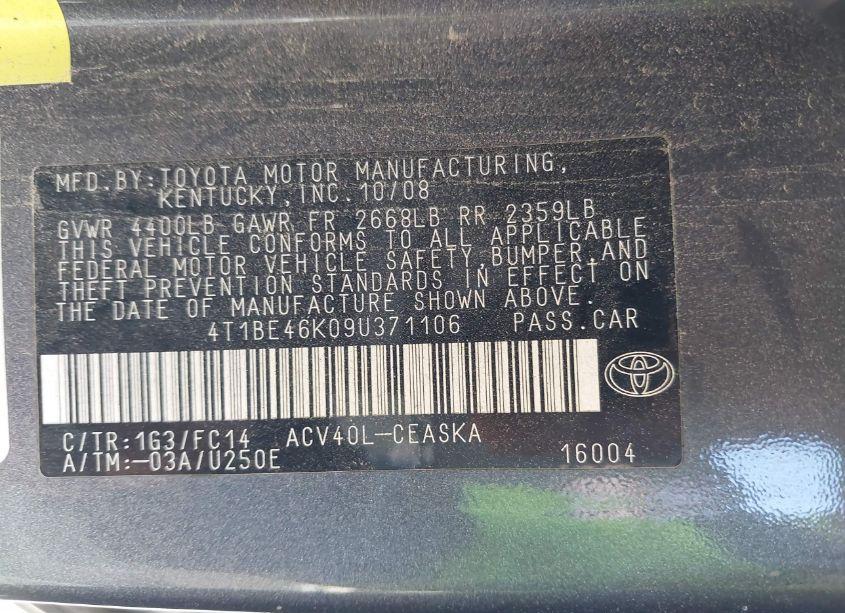 MFD.BY:TOYOTA MOTOR MANUFACTURING,
KENTUCKY,INC.10/08
GVWR 4400LB GAWR FR 2668LB RR 2359LB
THIS VEHICLE CONFORMS TO ALL APPLICABLE
FEDERAL MOTOR VEHICLE SAFETY,BUMPER,AND
THEFT PREVENTION STANDARDS IN EFFECT ON
THE DATE OF MANUFACTURE SHOWN ABOVE.
4T1BE46K09U371106 PASS.CAR
C/TR:1G3/FC14 ACV40L-CEASKA
A/TM:-03A/U250E 16004